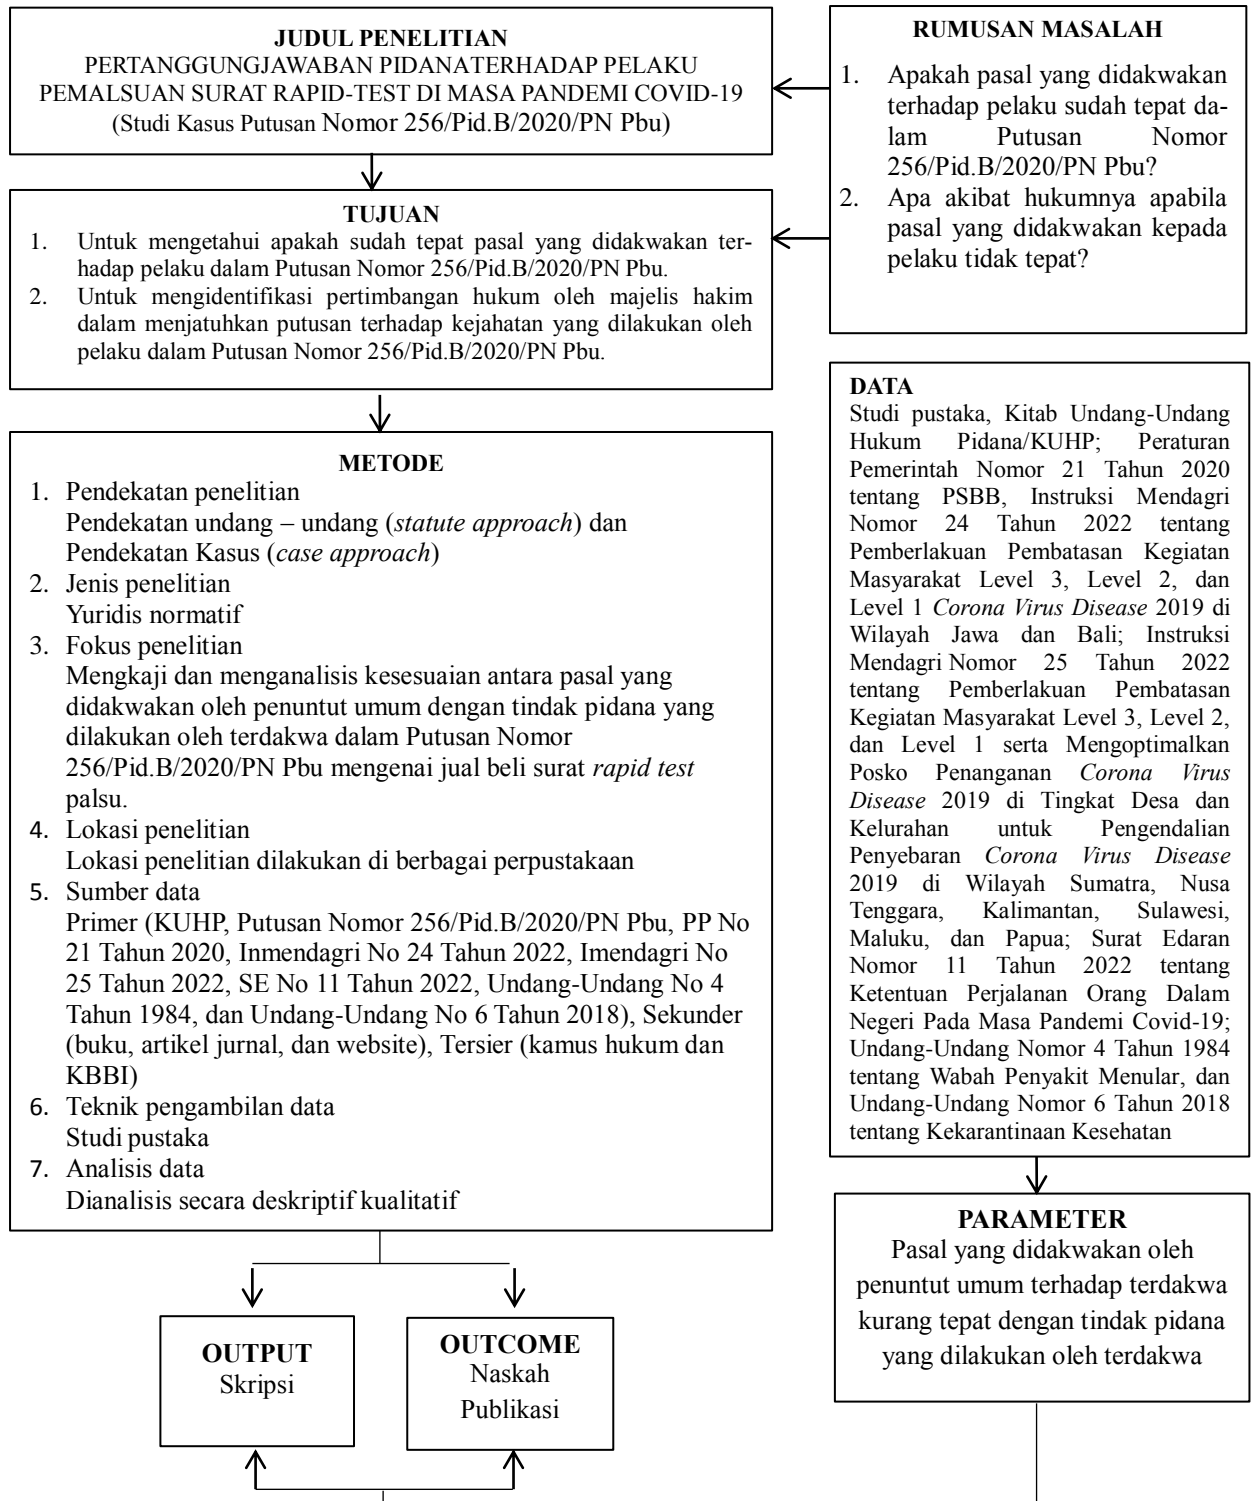 JUDUL PENELITIAN
PERTANGGUNGJAWABAN PIDANATERHADAP PELAKU
PEMALSUAN SURAT RAPID-TEST DI MASA PANDEMI COVID-19
(Studi Kasus Putusan Nomor 256/Pid.B/2020/PN Pbu)
RUMUSAN MASALAH
1. Apakah pasal yang didakwakan
terhadap pelaku sudah tepat da-
lam Putusan Nomor
256/Pid.B/2020/PN Pbu?
2. Apa akibat hukumnya apabila
pasal yang didakwakan kepada
pelaku tidak tepat?
TUJUAN
1. Untuk mengetahui apakah sudah tepat pasal yang didakwakan ter-
hadap pelaku dalam Putusan Nomor 256/Pid.B/2020/PN Pbu.
2. Untuk mengidentifikasi pertimbangan hukum oleh majelis hakim
dalam menjatuhkan putusan terhadap kejahatan yang dilakukan oleh
pelaku dalam Putusan Nomor 256/Pid.B/2020/PN Pbu.
METODE
1. Pendekatan penelitian
Pendekatan undang – undang (statute approach) dan
Pendekatan Kasus (case approach)
2. Jenis penelitian
Yuridis normatif
3. Fokus penelitian
Mengkaji dan menganalisis kesesuaian antara pasal yang
didakwakan oleh penuntut umum dengan tindak pidana yang
dilakukan oleh terdakwa dalam Putusan Nomor
256/Pid.B/2020/PN Pbu mengenai jual beli surat rapid test
palsu.
4. Lokasi penelitian
Lokasi penelitian dilakukan di berbagai perpustakaan
5. Sumber data
Primer (KUHP, Putusan Nomor 256/Pid.B/2020/PN Pbu, PP No
21 Tahun 2020, Inmendagri No 24 Tahun 2022, Imendagri No
25 Tahun 2022, SE No 11 Tahun 2022, Undang-Undang No 4
Tahun 1984, dan Undang-Undang No 6 Tahun 2018), Sekunder
(buku, artikel jurnal, dan website), Tersier (kamus hukum dan
KBBI)
6. Teknik pengambilan data
Studi pustaka
7. Analisis data
Dianalisis secara deskriptif kualitatif
DATA
Studi pustaka, Kitab Undang-Undang
Hukum Pidana/KUHP; Peraturan
Pemerintah Nomor 21 Tahun 2020
tentang PSBB, Instruksi Mendagri
Nomor 24 Tahun 2022 tentang
Pemberlakuan Pembatasan Kegiatan
Masyarakat Level 3, Level 2, dan
Level 1 Corona Virus Disease 2019 di
Wilayah Jawa dan Bali; Instruksi
Mendagri Nomor 25 Tahun 2022
tentang Pemberlakuan Pembatasan
Kegiatan Masyarakat Level 3, Level 2,
dan Level 1 serta Mengoptimalkan
Posko Penanganan Corona Virus
Disease 2019 di Tingkat Desa dan
Kelurahan untuk Pengendalian
Penyebaran Corona Virus Disease
2019 di Wilayah Sumatra, Nusa
Tenggara, Kalimantan, Sulawesi,
Maluku, dan Papua; Surat Edaran
Nomor 11 Tahun 2022 tentang
Ketentuan Perjalanan Orang Dalam
Negeri Pada Masa Pandemi Covid-19;
Undang-Undang Nomor 4 Tahun 1984
tentang Wabah Penyakit Menular, dan
Undang-Undang Nomor 6 Tahun 2018
tentang Kekarantinaan Kesehatan
PARAMETER
Pasal yang didakwakan oleh
penuntut umum terhadap terdakwa
kurang tepat dengan tindak pidana
yang dilakukan oleh terdakwa
OUTPUT
Skripsi
OUTCOME
Naskah
Publikasi